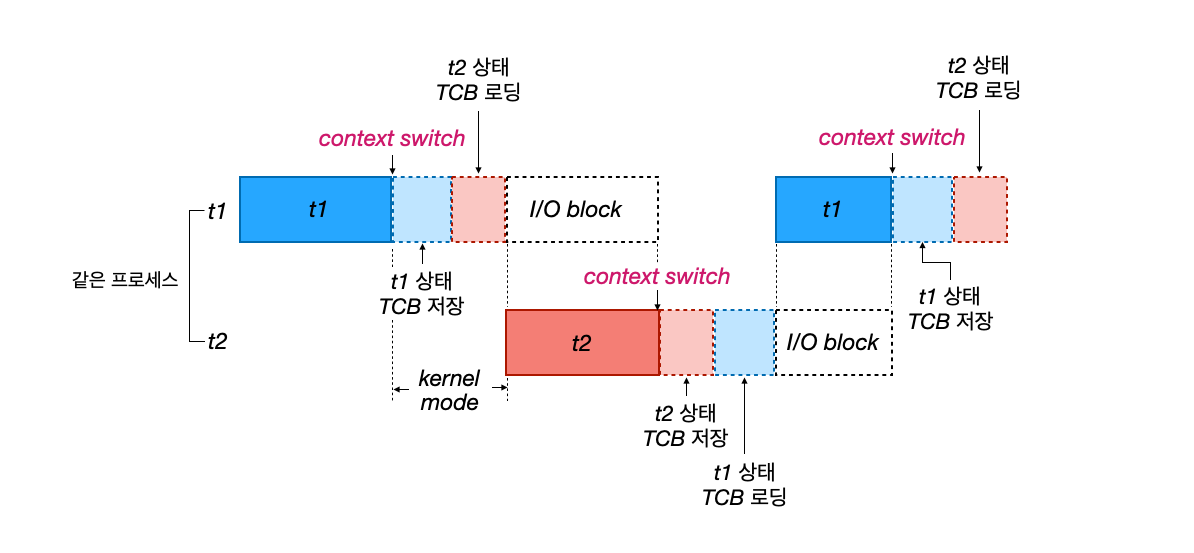 t2 상태
TCB 로딩
context switch
t2 상태
TCB 로딩
context switch
t1
t1
I/O block
t1
같은 프로세스
t1 상태
TCB 저장
context switch
t1 상태
TCB 저장
t2
t2
I/O block
kernel
mode
t2 상태
TCB 저장
t1 상태
TCB 로딩